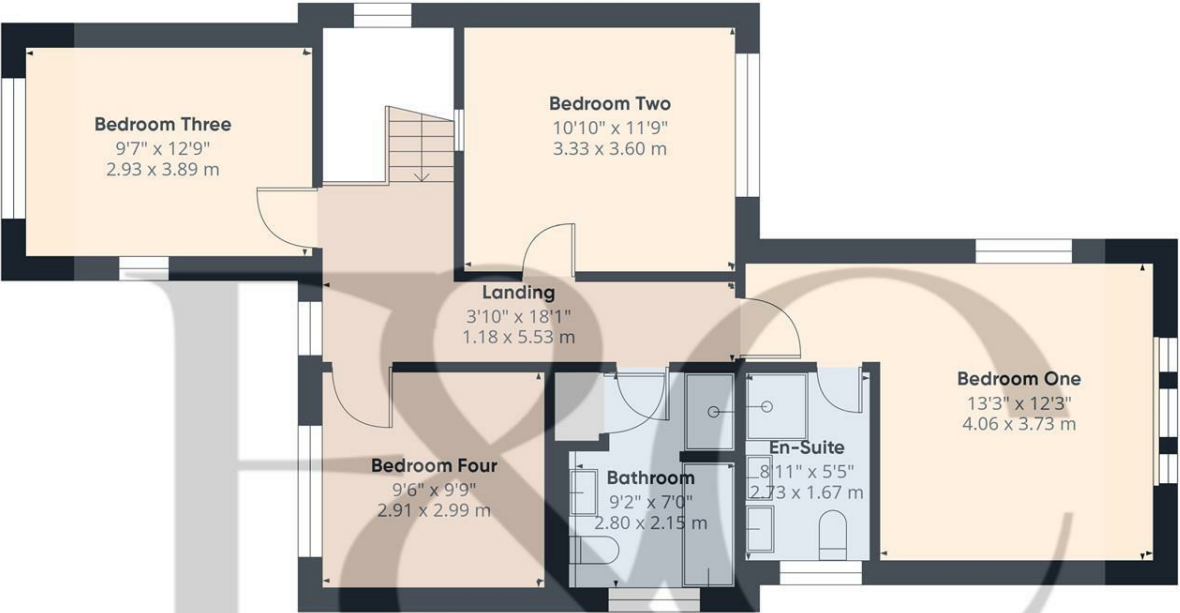 Bedroom Three
9'7" x 12'9"
2.93 x 3.89 m
Bedroom Two
10'10" x 11'9"
3.33 x 3.60 m
Landing
3'10" x 18'1"
1.18 x 5.53 m
Bedroom One
13'3" x 12'3"
4.06 x 3.73 m
Bedroom Four
9'6" x 9'9"
2.91 x 2.99 m
Bathroom
9'2" x 7'0"
2.80 x 2.15 m
En-Suite
8'11" x 5'5"
2.73 x 1.67 m
F&C